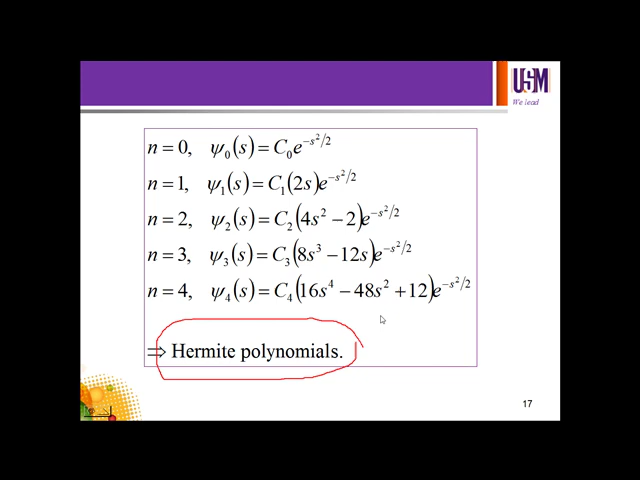 USM
We lead
n = 0, ψ₀(s) = C₀e^{−s²/2}
n = 1, ψ₁(s) = C₁(2s)e^{−s²/2}
n = 2, ψ₂(s) = C₂(4s² − 2)e^{−s²/2}
n = 3, ψ₃(s) = C₃(8s³ − 12s)e^{−s²/2}
n = 4, ψ₄(s) = C₄(16s⁴ − 48s² + 12)e^{−s²/2}
⇒ Hermite polynomials.
17